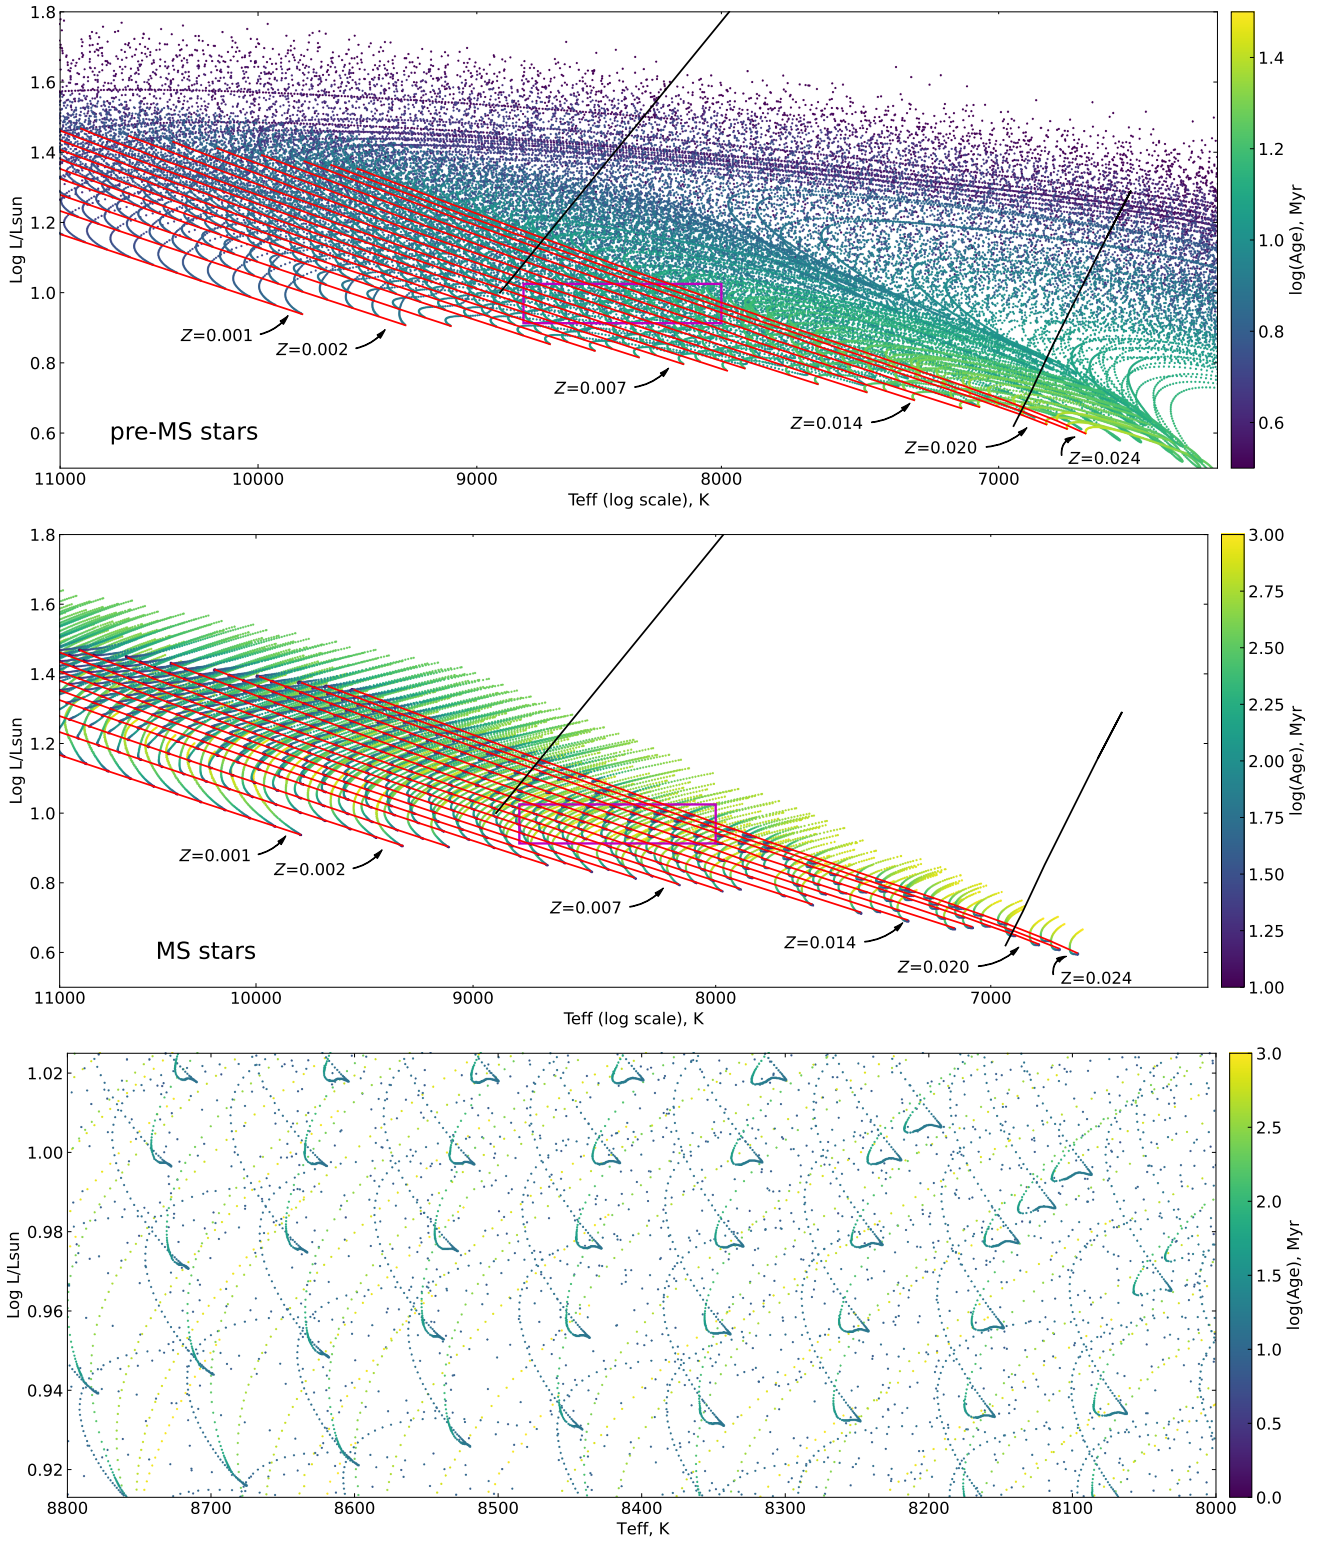 1.8
1.6
1.4
1.2
1.0
0.8
0.6
Log L/Lsun
Z=0.001
Z=0.002
Z=0.007
Z=0.014
Z=0.020
Z=0.024
pre-MS stars
11000
10000
9000
8000
7000
Teff (log scale), K
1.4
1.2
1.0
0.8
0.6
log(Age), Myr
1.8
1.6
1.4
1.2
1.0
0.8
0.6
Log L/Lsun
Z=0.001
Z=0.002
Z=0.007
Z=0.014
Z=0.020
Z=0.024
MS stars
11000
10000
9000
8000
7000
Teff (log scale), K
3.00
2.75
2.50
2.25
2.00
1.75
1.50
1.25
1.00
log(Age), Myr
1.02
1.00
0.98
0.96
0.94
0.92
Log L/Lsun
8800
8700
8600
8500
8400
8300
8200
8100
8000
Teff, K
3.0
2.5
2.0
1.5
1.0
0.5
0.0
log(Age), Myr